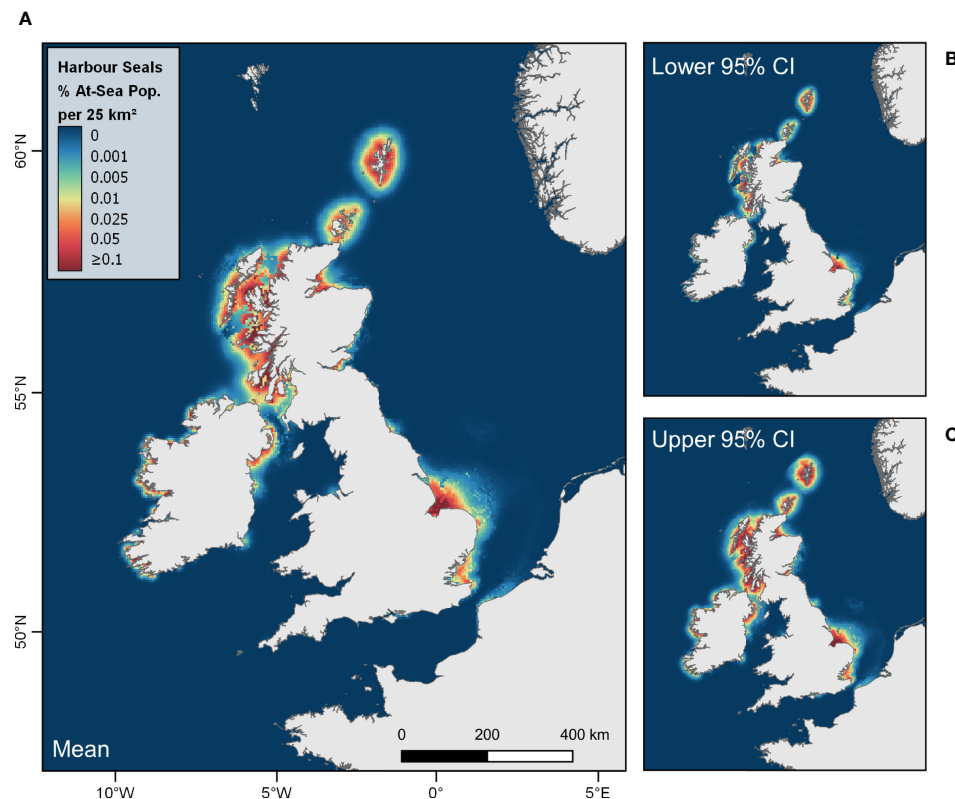 A
Harbour Seals
% At-Sea Pop.
per 25 km²
0
0.001
0.005
0.01
0.025
0.05
≥0.1
60°N
55°N
50°N
10°W
5°W
0°
5°E
0 200 400 km
Mean
B
Lower 95% CI
C
Upper 95% CI